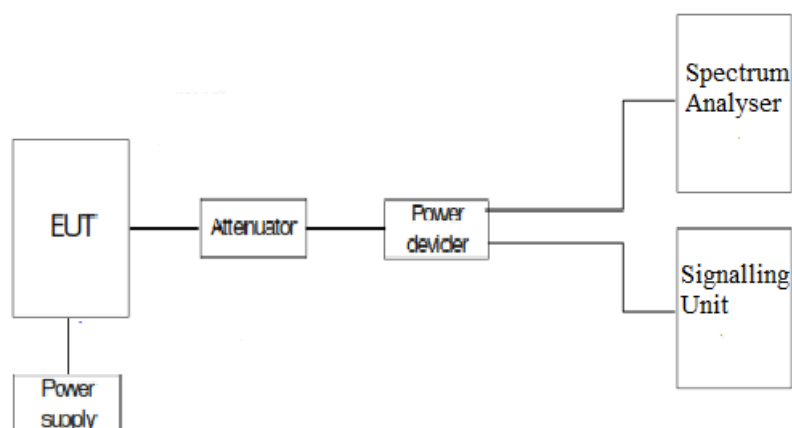 Spectrum
Analyser
EUT
Attenuator
Power
devider
Signalling
Unit
Power
supply